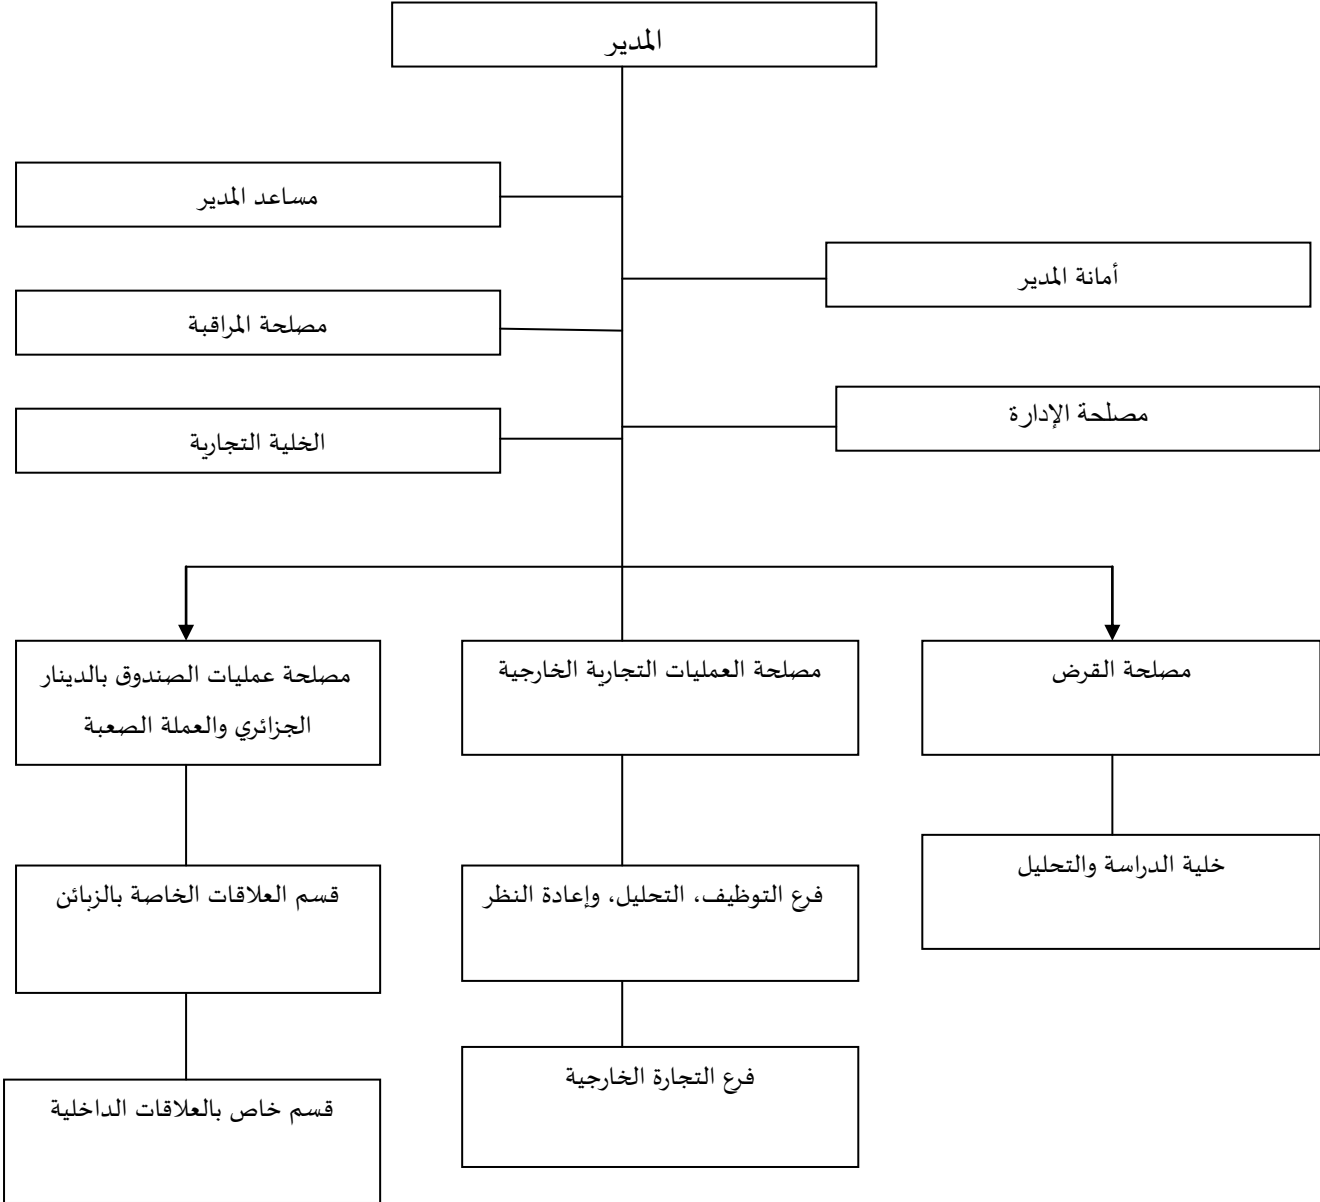 المدير
مساعد المدير
أمانة المدير
مصلحة المراقبة
مصلحة الإدارة
الخلية التجارية
مصلحة القرض
مصلحة العمليات التجارية الخارجية
مصلحة عمليات الصندوق بالدينار
الجزائري والعملة الصعبة
خلية الدراسة والتحليل
فرع التوظيف، التحليل، وإعادة النظر
قسم العلاقات الخاصة بالزبائن
فرع التجارة الخارجية
قسم خاص بالعلاقات الداخلية